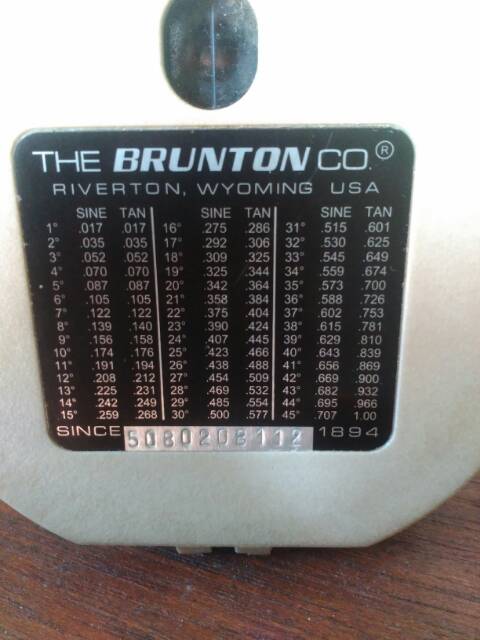 THE BRUNTON CO.®
RIVERTON, WYOMING USA
SINE TAN SINE TAN SINE TAN
1° .017 .017 16° .275 .286 31° .515 .601
2° .035 .035 17° .292 .306 32° .530 .625
3° .052 .052 18° .309 .325 33° .545 .649
4° .070 .070 19° .325 .344 34° .559 .674
5° .087 .087 20° .342 .364 35° .573 .700
6° .105 .105 21° .358 .384 36° .588 .726
7° .122 .122 22° .375 .404 37° .602 .753
8° .139 .140 23° .390 .424 38° .615 .781
9° .156 .158 24° .407 .445 39° .629 .810
10° .174 .176 25° .423 .466 40° .643 .839
11° .191 .194 26° .438 .488 41° .656 .869
12° .208 .212 27° .454 .509 42° .669 .900
13° .225 .231 28° .469 .532 43° .682 .932
14° .242 .249 29° .485 .554 44° .695 .966
15° .259 .268 30° .500 .577 45° .707 1.00
SINCE 5080208112 1894